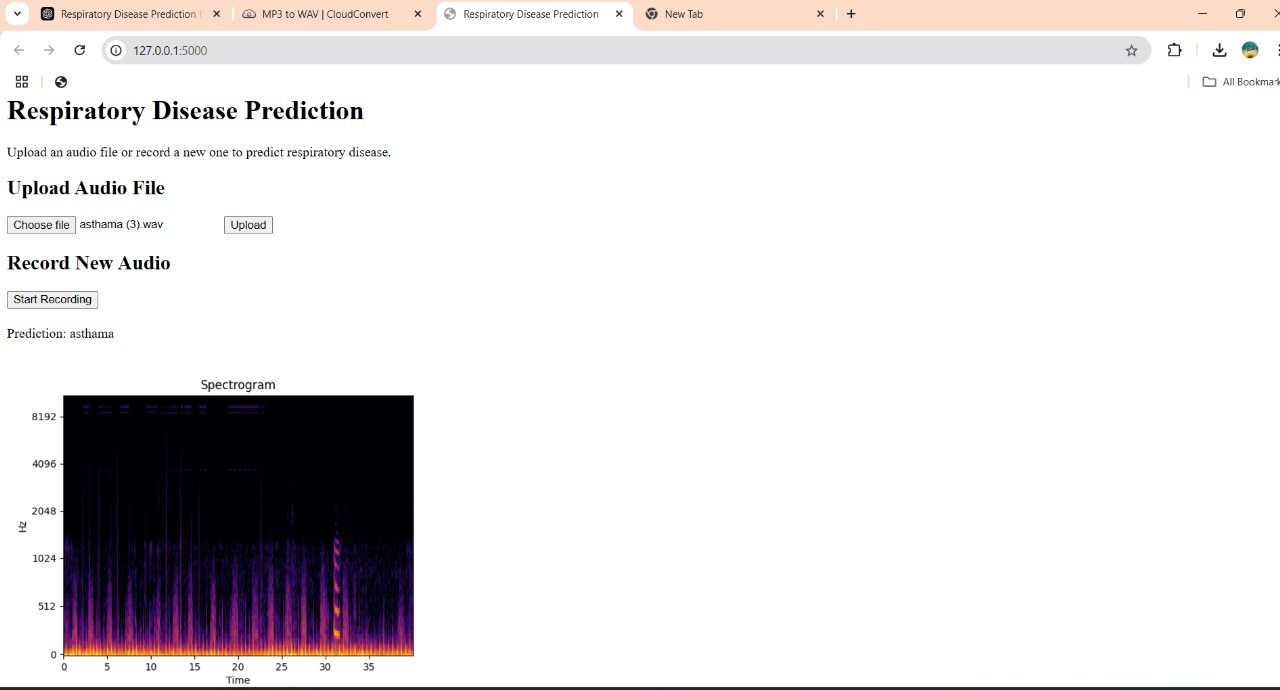 Respiratory Disease Prediction
MP3 to WAV | CloudConvert
Respiratory Disease Prediction
New Tab
127.0.0.1:5000
All Bookmark
Respiratory Disease Prediction
Upload an audio file or record a new one to predict respiratory disease.
Upload Audio File
Choose file asthama (3).wav Upload
Record New Audio
Start Recording
Prediction: asthama
Spectrogram
8192
4096
2048
Hz
1024
512
0
0 5 10 15 20 25 30 35
Time